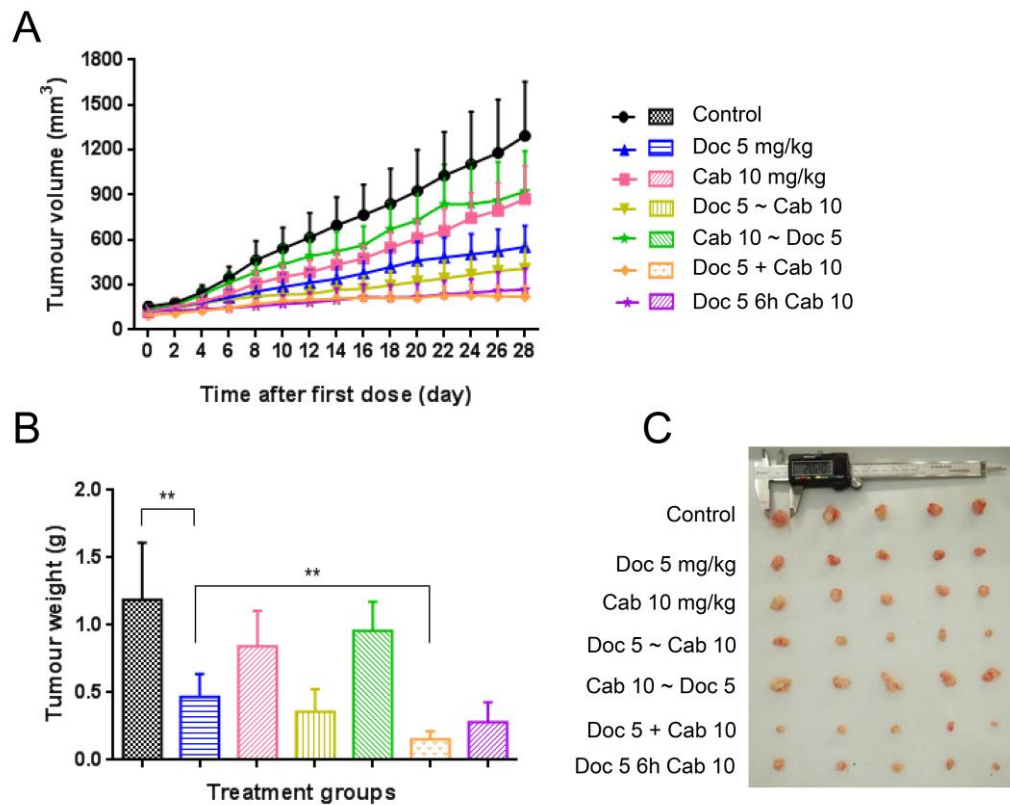 A
1800
1500
1200
900
600
300
0
Tumour volume (mm³)
0 2 4 6 8 10 12 14 16 18 20 22 24 26 28
Time after first dose (day)
Control
Doc 5 mg/kg
Cab 10 mg/kg
Doc 5 ~ Cab 10
Cab 10 ~ Doc 5
Doc 5 + Cab 10
Doc 5 6h Cab 10
B
2.0
1.5
1.0
0.5
0.0
Tumour weight (g)
**
**
Treatment groups
C
Control
Doc 5 mg/kg
Cab 10 mg/kg
Doc 5 ~ Cab 10
Cab 10 ~ Doc 5
Doc 5 + Cab 10
Doc 5 6h Cab 10